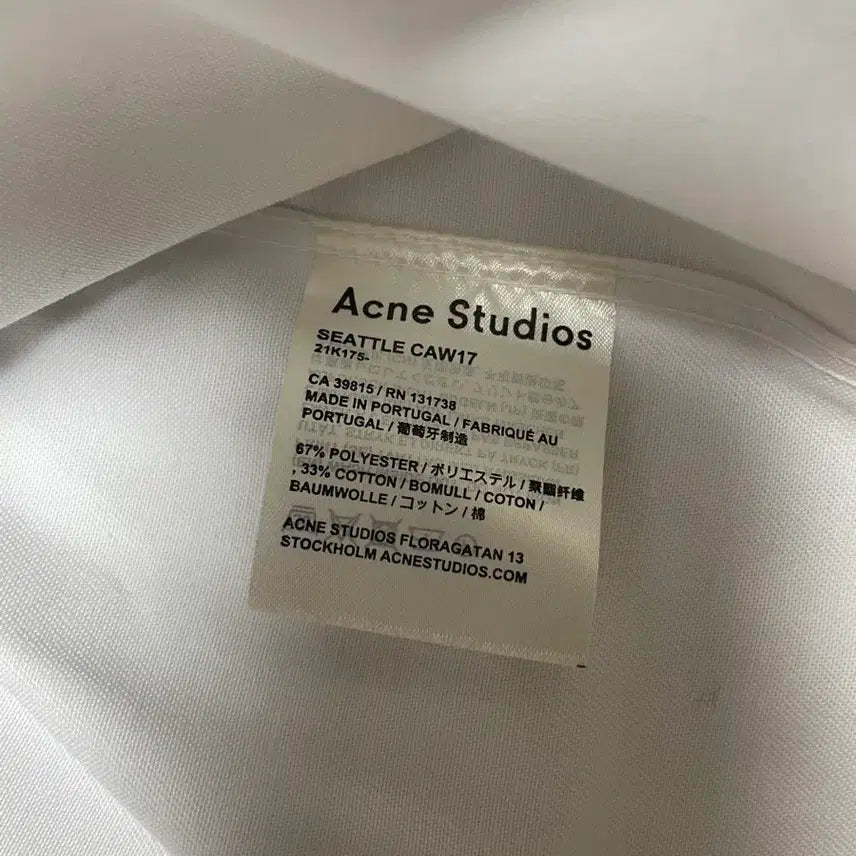 Acne Studios
SEATTLE CAW17
21K175-
CA 39815 / RN 131738
MADE IN PORTUGAL / FABRIQUÉ AU
PORTUGAL / 葡萄牙制造
67% POLYESTER / ポリエステル / 聚酯纤维
, 33% COTTON / BOMULL / COTON /
BAUMWOLLE / コットン / 棉
ACNE STUDIOS FLORAGATAN 13
STOCKHOLM ACNESTUDIOS.COM